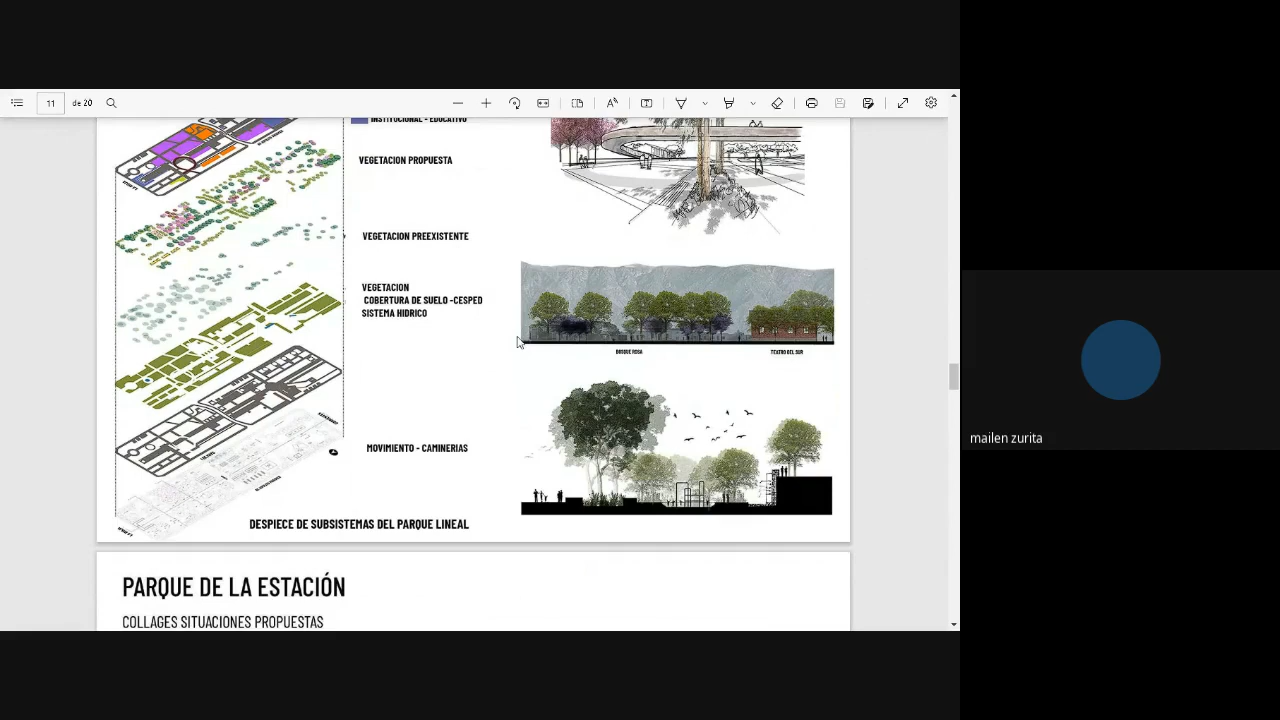 11
de 20
INSTITUCIONAL - EDUCATIVO
VEGETACION PROPUESTA
VEGETACION PREEXISTENTE
VEGETACION
COBERTURA DE SUELO -CESPED
SISTEMA HIDRICO
MOVIMIENTO - CAMINERIAS
DESPIECE DE SUBSISTEMAS DEL PARQUE LINEAL
BOSQUE ROSA
TEATRO DEL SUR
PARQUE DE LA ESTACIÓN
COLLAGES SITUACIONES PROPUESTAS
mailen zurita